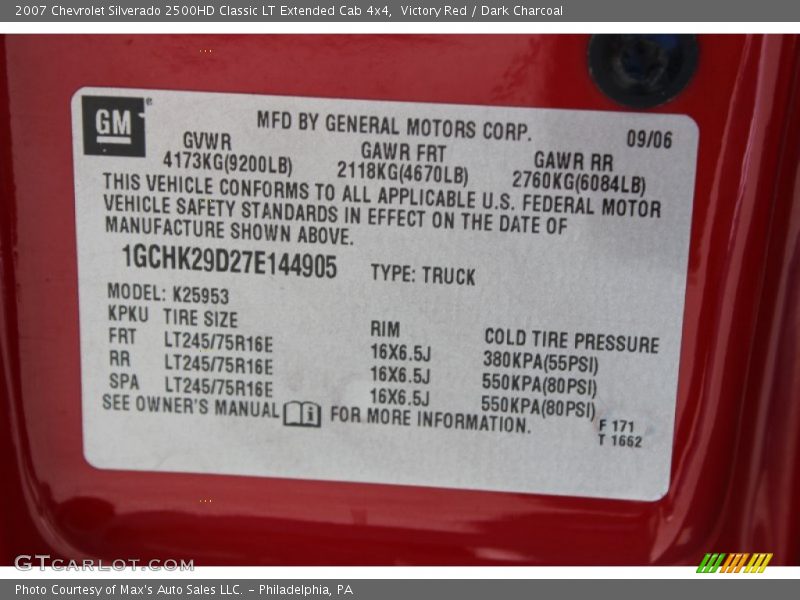 2007 Chevrolet Silverado 2500HD Classic LT Extended Cab 4x4, Victory Red / Dark Charcoal
GM®
MFD BY GENERAL MOTORS CORP. 09/06
GVWR GAWR FRT GAWR RR
4173KG(9200LB) 2118KG(4670LB) 2760KG(6084LB)
THIS VEHICLE CONFORMS TO ALL APPLICABLE U.S. FEDERAL MOTOR
VEHICLE SAFETY STANDARDS IN EFFECT ON THE DATE OF
MANUFACTURE SHOWN ABOVE.
1GCHK29D27E144905 TYPE: TRUCK
MODEL: K25953
KPKU TIRE SIZE RIM COLD TIRE PRESSURE
FRT LT245/75R16E 16X6.5J 380KPA(55PSI)
RR LT245/75R16E 16X6.5J 550KPA(80PSI)
SPA LT245/75R16E 16X6.5J 550KPA(80PSI)
SEE OWNER'S MANUAL i FOR MORE INFORMATION.
F 171
T 1662
GTCARLOT.COM
Photo Courtesy of Max's Auto Sales LLC. - Philadelphia, PA